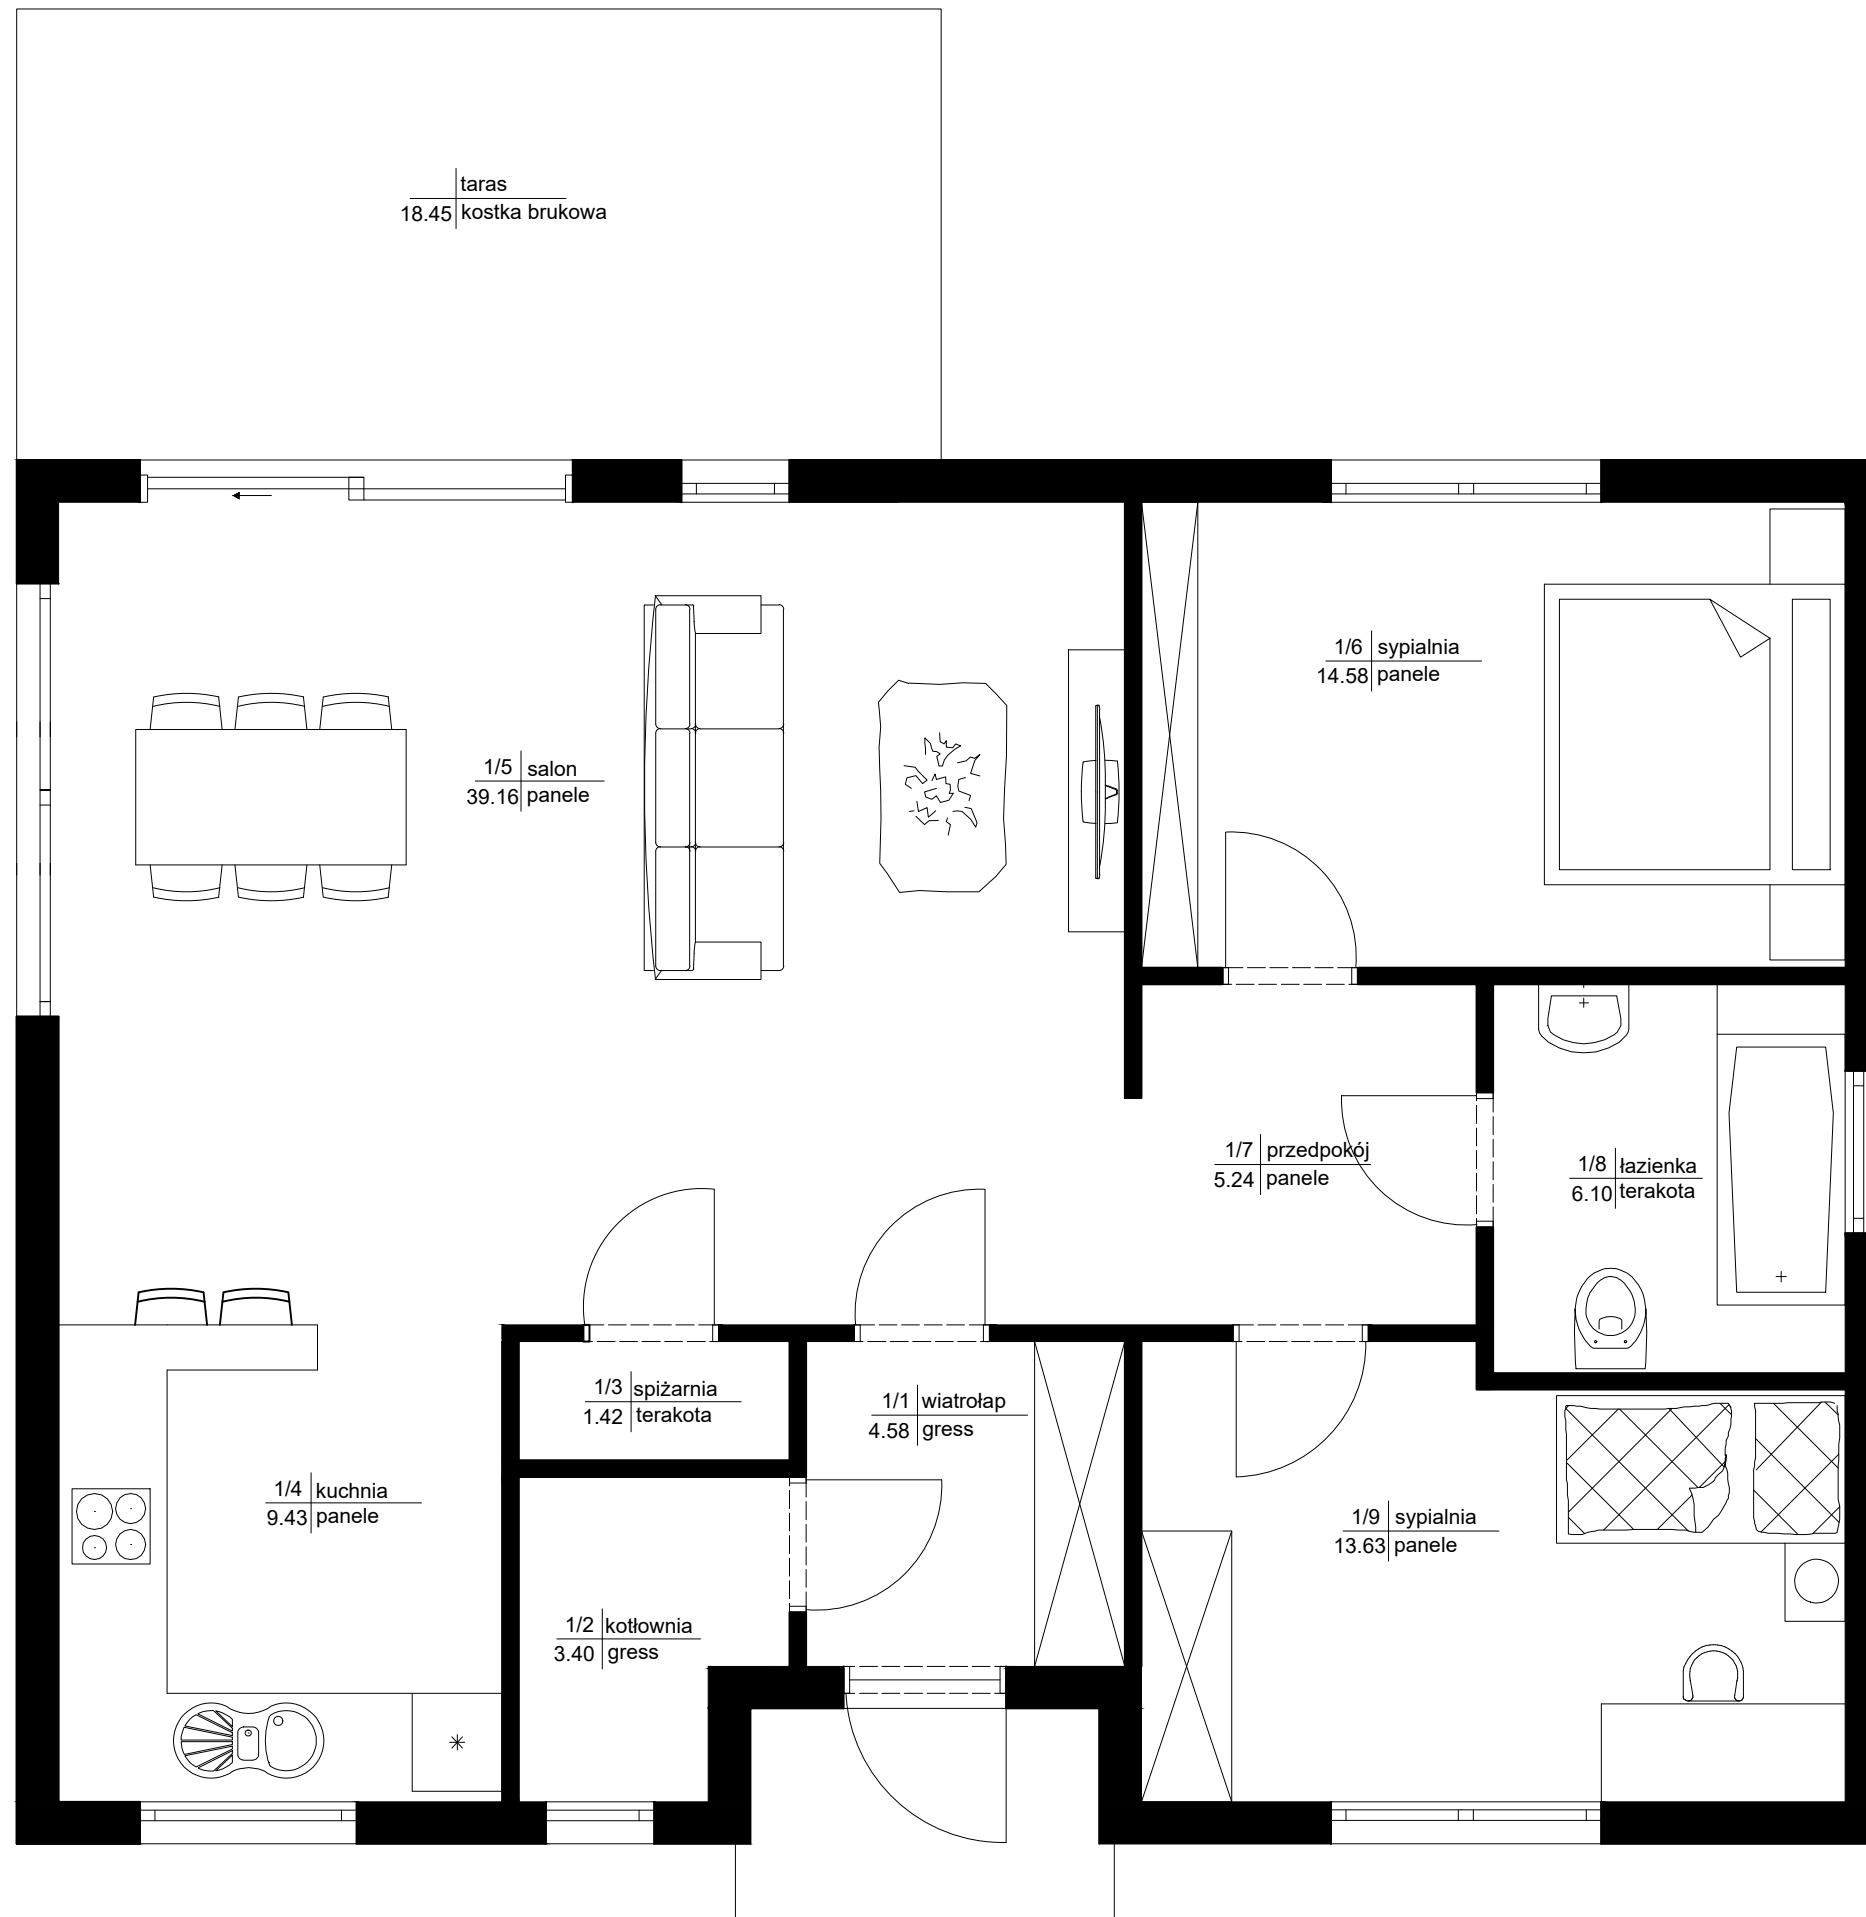 taras
18.45 kostka brukowa
1/6 sypialnia
14.58 panele
1/5 salon
39.16 panele
1/7 przedpokój
5.24 panele
1/8 łazienka
6.10 terakota
1/3 spiżarnia
1.42 terakota
1/1 wiatrołap
4.58 gress
1/4 kuchnia
9.43 panele
1/9 sypialnia
13.63 panele
1/2 kotłownia
3.40 gress